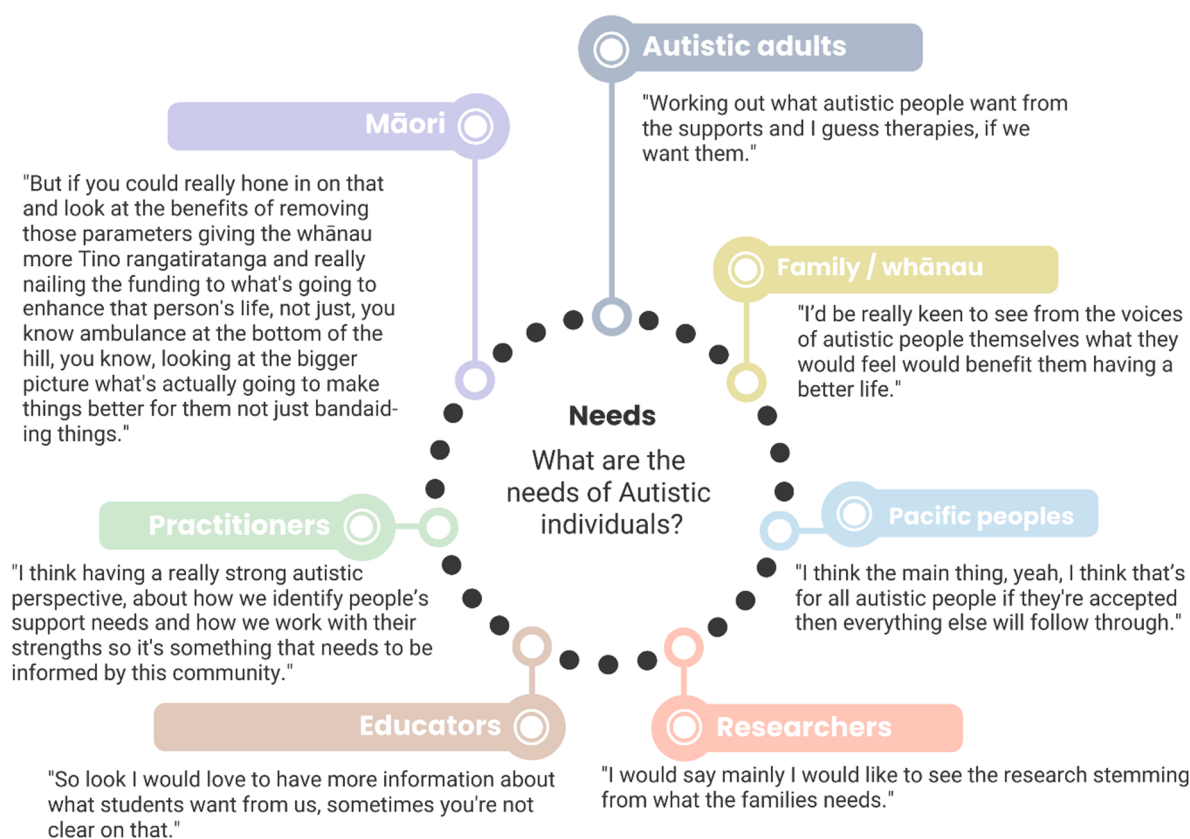 Autistic adults
"Working out what autistic people want from
the supports and I guess therapies, if we
want them."
Māori
"But if you could really hone in on that
and look at the benefits of removing
those parameters giving the whānau
more Tino rangatiratanga and really
nailing the funding to what's going to
enhance that person's life, not just, you
know ambulance at the bottom of the
hill, you know, looking at the bigger
picture what's actually going to make
things better for them not just bandaid-
ing things."
Family / whānau
"I’d be really keen to see from the voices
of autistic people themselves what they
would feel would benefit them having a
better life."
Needs
What are the
needs of Autistic
individuals?
Practitioners
"I think having a really strong autistic
perspective, about how we identify people’s
support needs and how we work with their
strengths so it's something that needs to be
informed by this community."
Pacific peoples
"I think the main thing, yeah, I think that’s
for all autistic people if they're accepted
then everything else will follow through."
Educators
"So look I would love to have more information about
what students want from us, sometimes you're not
clear on that."
Researchers
"I would say mainly I would like to see the research stemming
from what the families needs."